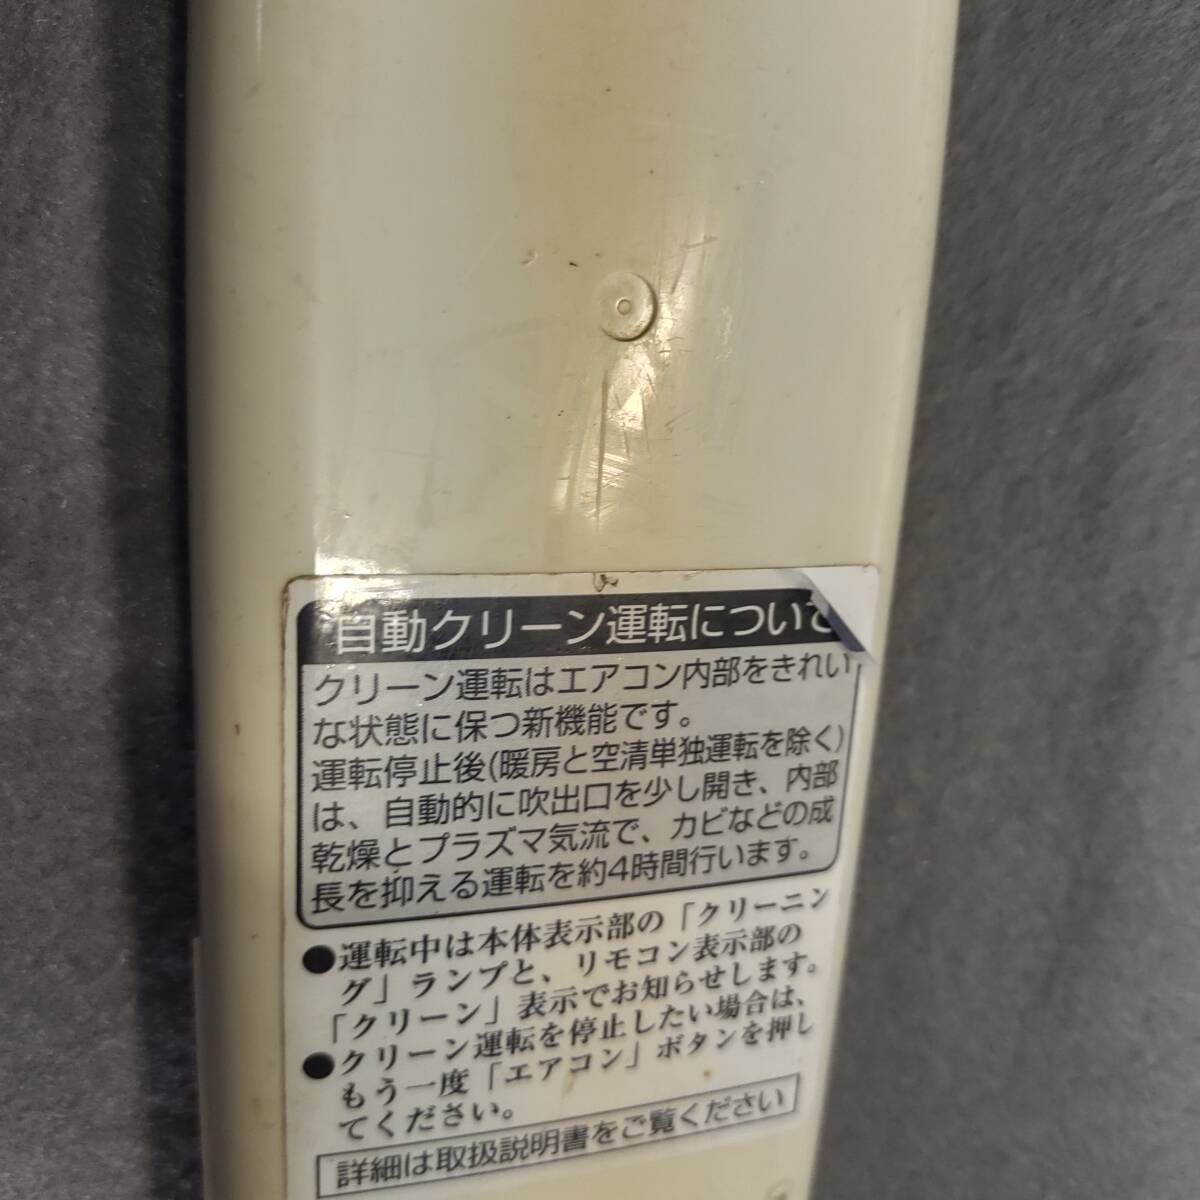 自動クリーン運転について
クリーン運転はエアコン内部をきれい
な状態に保つ新機能です。
運転停止後(暖房と空清単独運転を除く)
は、自動的に吹出口を少し開き、内部
乾燥とプラズマ気流で、カビなどの成
長を抑える運転を約4時間行います。
●運転中は本体表示部の「クリーニン
グ」ランプと、リモコン表示部の
「クリーン」表示でお知らせします。
●クリーン運転を停止したい場合は、
もう一度「エアコン」ボタンを押し
てください。
詳細は取扱説明書をご覧ください